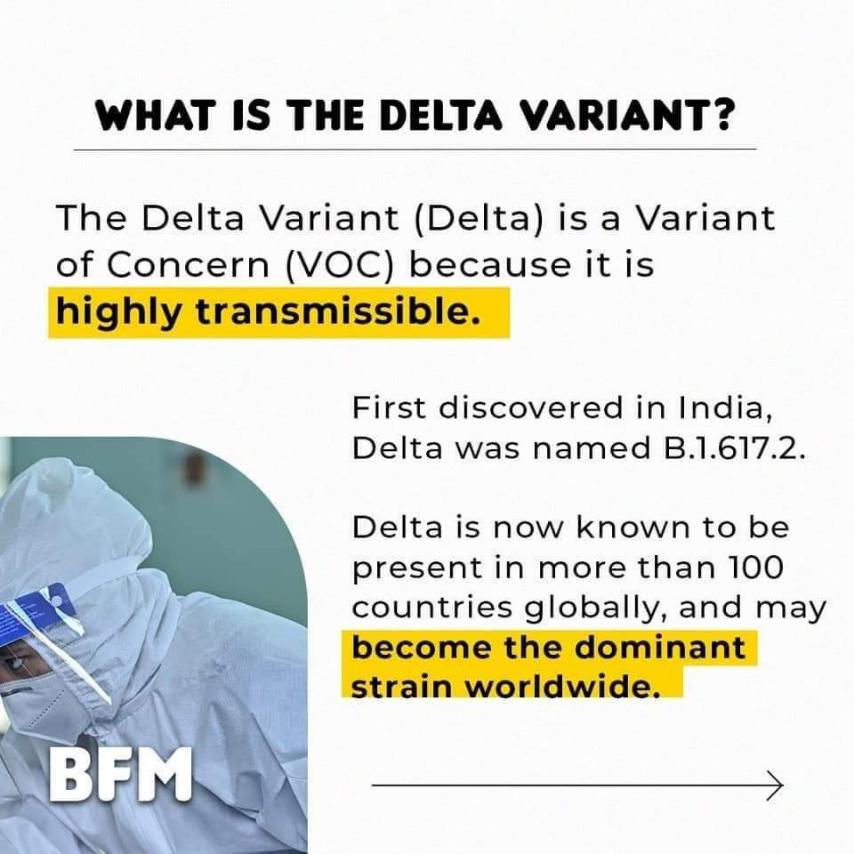 WHAT IS THE DELTA VARIANT?
The Delta Variant (Delta) is a Variant
of Concern (VOC) because it is
highly transmissible.
First discovered in India,
Delta was named B.1.617.2.
Delta is now known to be
present in more than 100
countries globally, and may
become the dominant
strain worldwide.
BFM